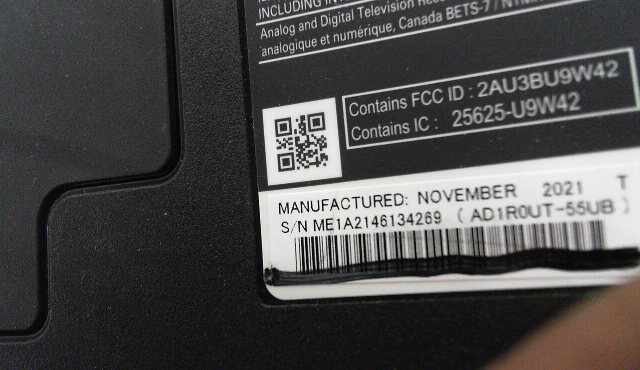 INCLUDING
Analog and Digital Television
analogique et numérique, Canada BETS-7 /
Contains FCC ID : 2AU3BU9W42
Contains IC : 25625-U9W42
MANUFACTURED: NOVEMBER 2021 T
S/N ME1A2146134269 ( AD1R0UT-55UB )